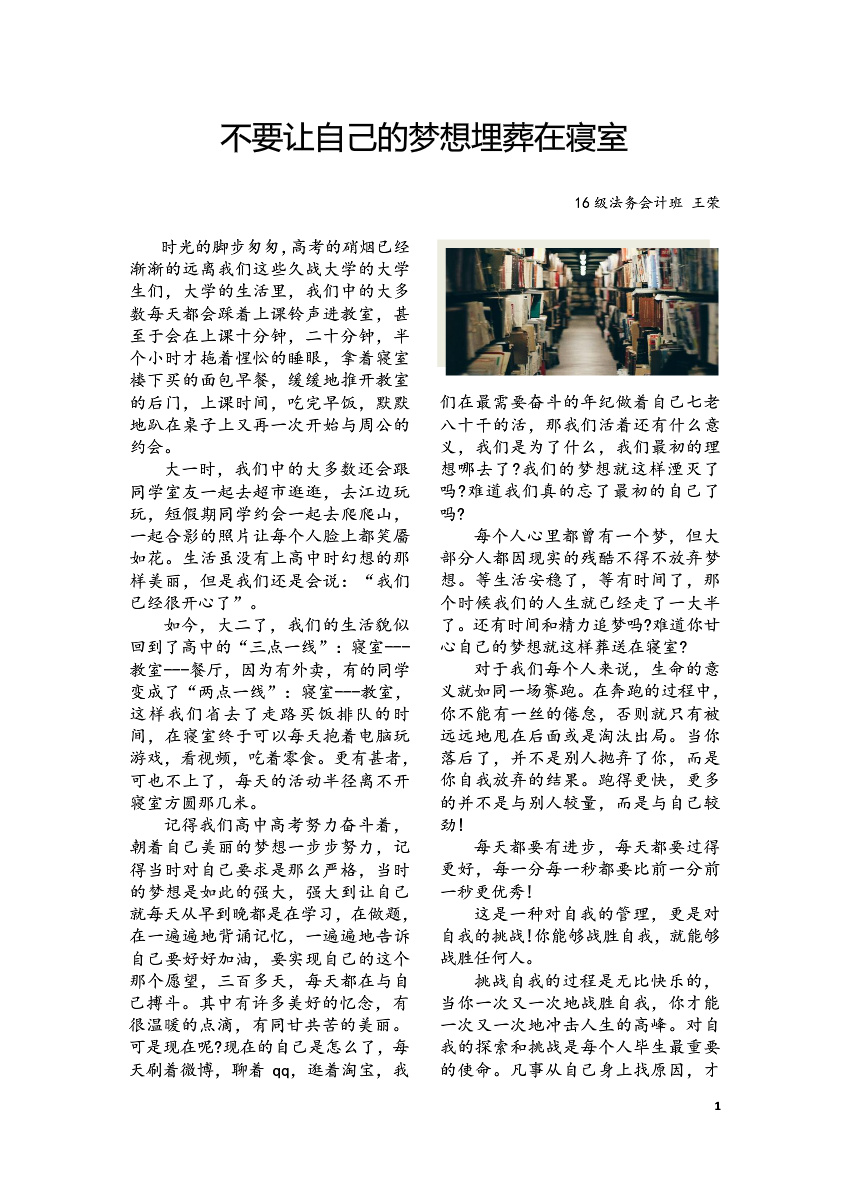 不要让自己的梦想埋葬在寝室
16级法务会计班 王荣
时光的脚步匆匆,高考的硝烟已经
渐渐的远离我们这些久战大学的大学
生们，大学的生活里，我们中的大多
数每天都会踩着上课铃声进教室，甚
至于会在上课十分钟，二十分钟，半
个小时才拖着惺忪的睡眼，拿着寝室
楼下买的面包早餐，缓缓地推开教室
的后门，上课时间，吃完早饭，默默
地趴在桌子上又再一次开始与周公的
约会。
大一时，我们中的大多数还会跟
同学室友一起去超市逛逛，去江边玩
玩，短假期同学约会一起去爬爬山，
一起合影的照片让每个人脸上都笑靥
如花。生活虽没有上高中时幻想的那
样美丽，但是我们还是会说：“我们
已经很开心了”。
如今，大二了，我们的生活貌似
回到了高中的“三点一线”：寝室---
教室---餐厅，因为有外卖，有的同学
变成了“两点一线”：寝室---教室，
这样我们省去了走路买饭排队的时
间，在寝室终于可以每天抱着电脑玩
游戏，看视频，吃着零食。更有甚者，
可也不上了，每天的活动半径离不开
寝室方圆那几米。
记得我们高中高考努力奋斗着，
朝着自己美丽的梦想一步步努力，记
得当时对自己要求是那么严格，当时
的梦想是如此的强大，强大到让自己
就每天从早到晚都是在学习，在做题，
在一遍遍地背诵记忆，一遍遍地告诉
自己要好好加油，要实现自己的这个
那个愿望，三百多天，每天都在与自
己搏斗。其中有许多美好的忆念，有
很温暖的点滴，有同甘共苦的美丽。
可是现在呢?现在的自己是怎么了，每
天刷着微博，聊着 qq，逛着淘宝，我
们在最需要奋斗的年纪做着自己七老
八十干的活，那我们活着还有什么意
义，我们是为了什么，我们最初的理
想哪去了?我们的梦想就这样湮灭了
吗?难道我们真的忘了最初的自己了
吗?
每个人心里都曾有一个梦，但大
部分人都因现实的残酷不得不放弃梦
想。等生活安稳了，等有时间了，那
个时候我们的人生就已经走了一大半
了。还有时间和精力追梦吗?难道你甘
心自己的梦想就这样葬送在寝室?
对于我们每个人来说，生命的意
义就如同一场赛跑。在奔跑的过程中，
你不能有一丝的倦怠，否则就只有被
远远地甩在后面或是淘汰出局。当你
落后了，并不是别人抛弃了你，而是
你自我放弃的结果。跑得更快，更多
的并不是与别人较量，而是与自己较
劲!
每天都要有进步，每天都要过得
更好，每一分每一秒都要比前一分前
一秒更优秀!
这是一种对自我的管理，更是对
自我的挑战!你能够战胜自我，就能够
战胜任何人。
挑战自我的过程是无比快乐的，
当你一次又一次地战胜自我，你才能
一次又一次地冲击人生的高峰。对自
我的探索和挑战是每个人毕生最重要
的使命。凡事从自己身上找原因，才
1